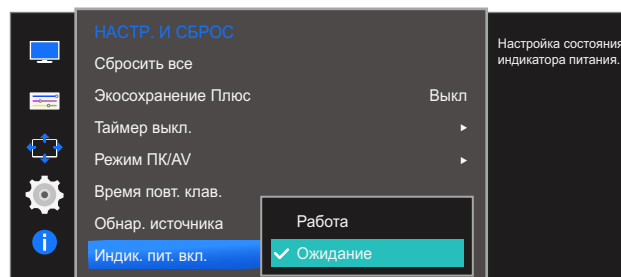 НАСТР. И СБРОС
Сбросить все
Экосохранение Плюс Выкл
Таймер выкл.
Режим ПК/AV
Время повт. клав.
Обнар. источника
Индик. пит. вкл.
Работа
Ожидание
Настройка состояния
индикатора питания.